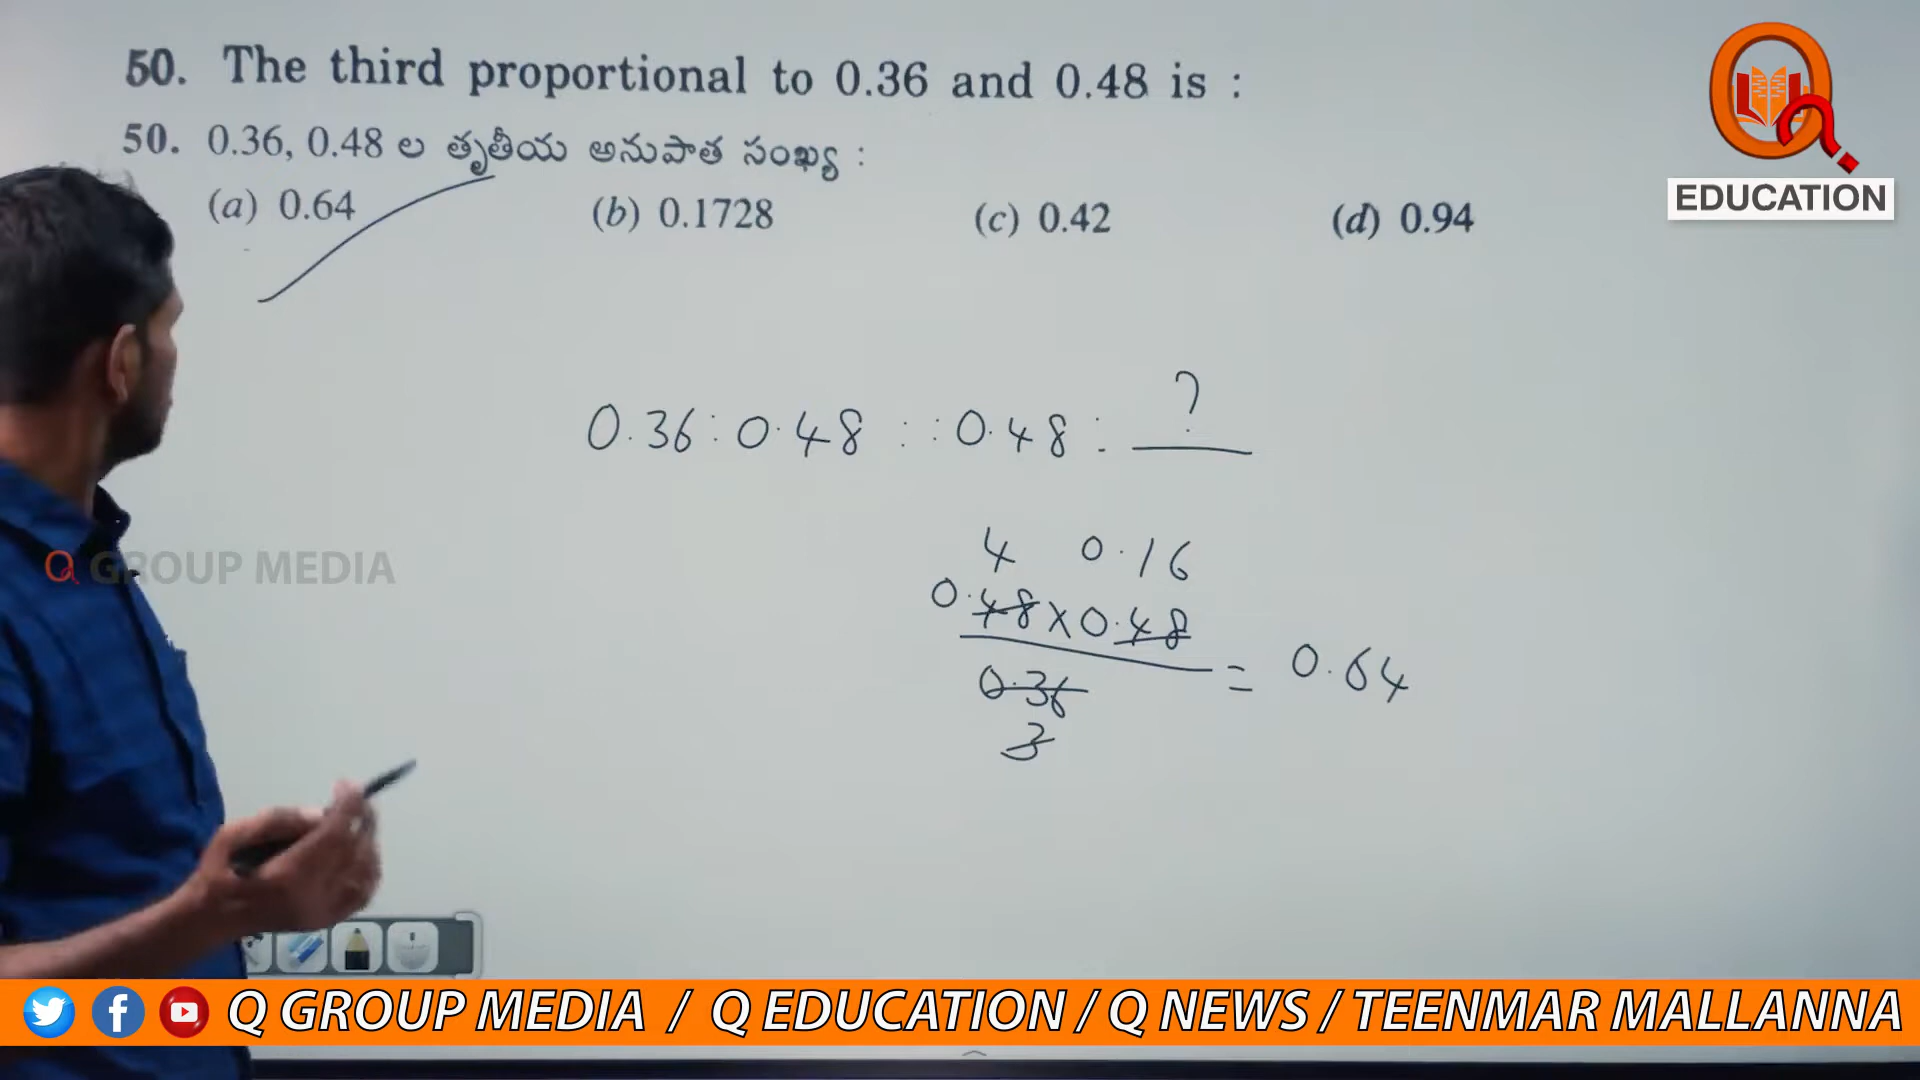 50. The third proportional to 0.36 and 0.48 is :
50. 0.36, 0.48 ల తృతీయ అనుపాత సంఖ్య :
(a) 0.64 (b) 0.1728 (c) 0.42 (d) 0.94
EDUCATION
0.36 : 0.48 :: 0.48 : ?
4 0.16
0.48 x 0.48
0.36
3
= 0.64
Q GROUP MEDIA
Q GROUP MEDIA / Q EDUCATION / Q NEWS / TEENMAR MALLANNA